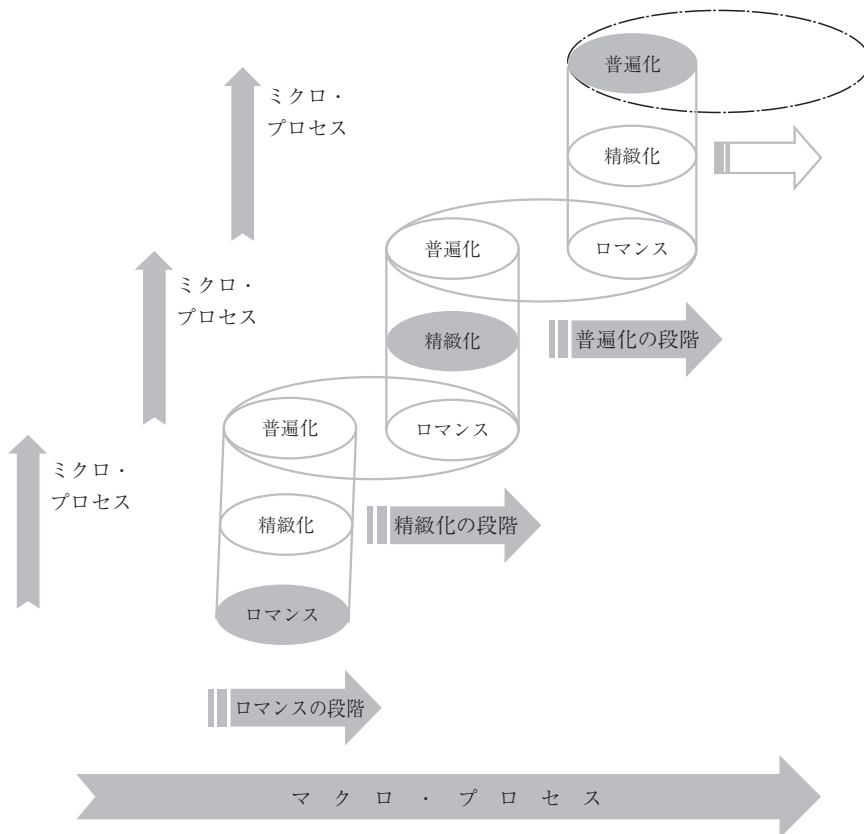 普遍化
ミクロ・
プロセス
精緻化
普遍化
ロマンス
ミクロ・
プロセス
精緻化
普遍化の段階
普遍化
ロマンス
ミクロ・
プロセス
精緻化
精緻化の段階
ロマンス
ロマンスの段階
マクロ・プロセス